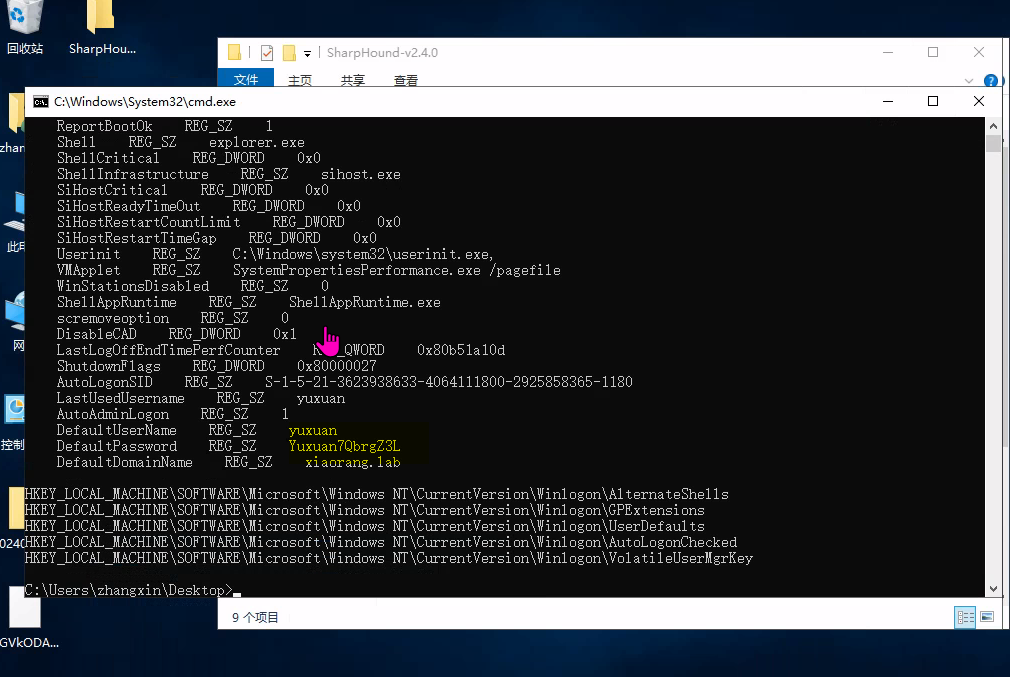 回收站
SharpHou...
SharpHound-v2.4.0
文件 主页 共享 查看
C:\Windows\System32\cmd.exe
ReportBootOk REG_SZ 1
Shell REG_SZ explorer.exe
ShellCritical REG_DWORD 0x0
ShellInfrastructure REG_SZ sihost.exe
SiHostCritical REG_DWORD 0x0
SiHostReadyTimeOut REG_DWORD 0x0
SiHostRestartCountLimit REG_DWORD 0x0
SiHostRestartTimeGap REG_DWORD 0x0
Userinit REG_SZ C:\Windows\system32\userinit.exe,
VMApplet REG_SZ SystemPropertiesPerformance.exe /pagefile
WinStationsDisabled REG_SZ 0
ShellAppRuntime REG_SZ ShellAppRuntime.exe
scremoveoption REG_SZ 0
DisableCAD REG_DWORD 0x1
LastLogOffEndTimePerfCounter QWORD 0x80b51a10d
ShutdownFlags REG_DWORD 0x80000027
AutoLogonSID REG_SZ S-1-5-21-3623938633-4064111800-2925858365-1180
LastUsedUsername REG_SZ yuxuan
AutoAdminLogon REG_SZ 1
DefaultUserName REG_SZ yuxuan
DefaultPassword REG_SZ Yuxuan7QbrgZ3L
DefaultDomainName REG_SZ xiaorang.lab
HKEY_LOCAL_MACHINE\SOFTWARE\Microsoft\Windows NT\CurrentVersion\Winlogon\AlternateShells
HKEY_LOCAL_MACHINE\SOFTWARE\Microsoft\Windows NT\CurrentVersion\Winlogon\GPExtensions
HKEY_LOCAL_MACHINE\SOFTWARE\Microsoft\Windows NT\CurrentVersion\Winlogon\UserDefaults
HKEY_LOCAL_MACHINE\SOFTWARE\Microsoft\Windows NT\CurrentVersion\Winlogon\AutoLogonChecked
HKEY_LOCAL_MACHINE\SOFTWARE\Microsoft\Windows NT\CurrentVersion\Winlogon\VolatileUserMgrKey
C:\Users\zhangxin\Desktop>
9 个项目
zhan
此电
网
控制
0240
GVkODA...